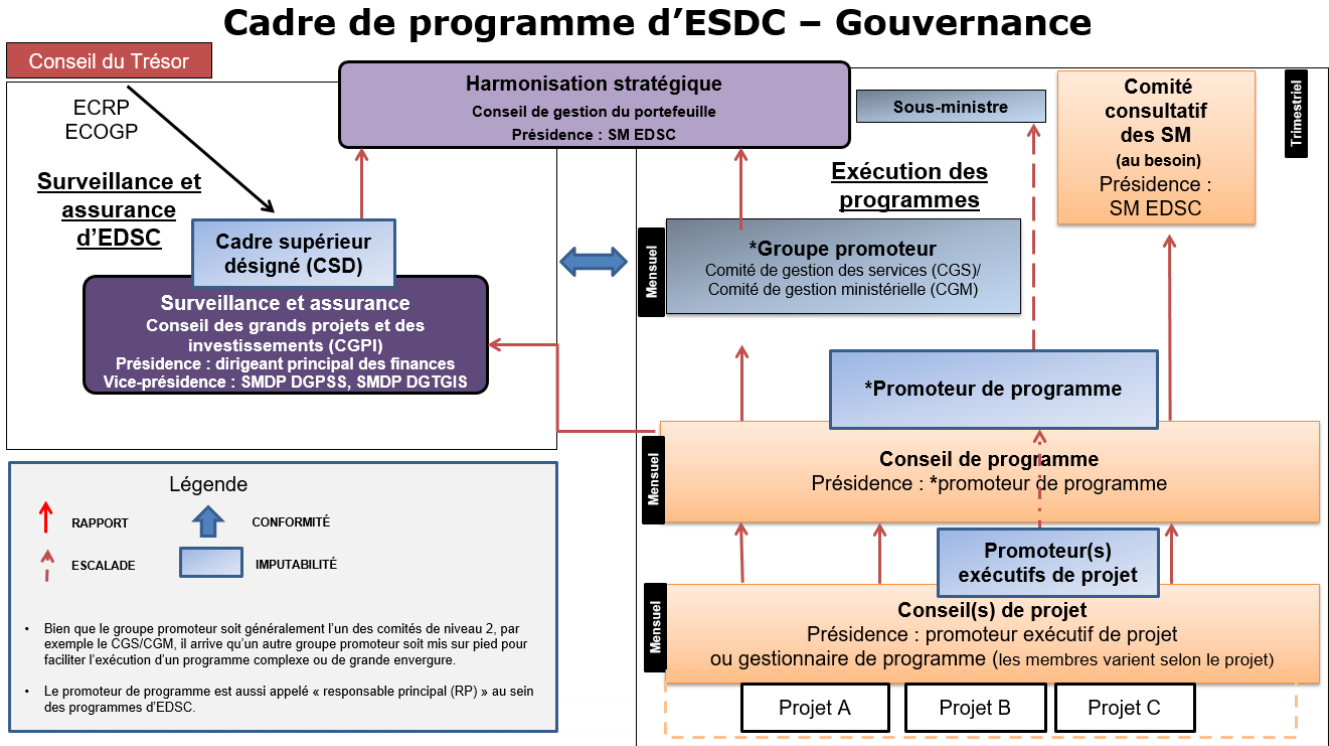 Cadre de programme d’ESDC – Gouvernance
Conseil du Trésor
ECRP
ECOGP
Surveillance et
assurance
d’EDSC
Harmonisation stratégique
Conseil de gestion du portefeuille
Présidence : SM EDSC
Sous-ministre
Comité
consultatif
des SM
(au besoin)
Présidence :
SM EDSC
Trimestriel
Cadre supérieur
désigné (CSD)
Surveillance et assurance
Conseil des grands projets et des
investissements (CGPI)
Présidence : dirigeant principal des finances
Vice-présidence : SMDP DGPSS, SMDP DGTGIS
Exécution des
programmes
Mensuel
*Groupe promoteur
Comité de gestion des services (CGS)/
Comité de gestion ministérielle (CGM)
*Promoteur de programme
Mensuel
Conseil de programme
Présidence : *promoteur de programme
Promoteur(s)
exécutifs de projet
Mensuel
Conseil(s) de projet
Présidence : promoteur exécutif de projet
ou gestionnaire de programme (les membres varient selon le projet)
Projet A
Projet B
Projet C
Légende
RAPPORT
CONFORMITÉ
ESCALADE
IMPUTABILITÉ
• Bien que le groupe promoteur soit généralement l’un des comités de niveau 2, par
exemple le CGS/CGM, il arrive qu’un autre groupe promoteur soit mis sur pied pour
faciliter l’exécution d’un programme complexe ou de grande envergure.
• Le promoteur de programme est aussi appelé « responsable principal (RP) » au sein
des programmes d’EDSC.